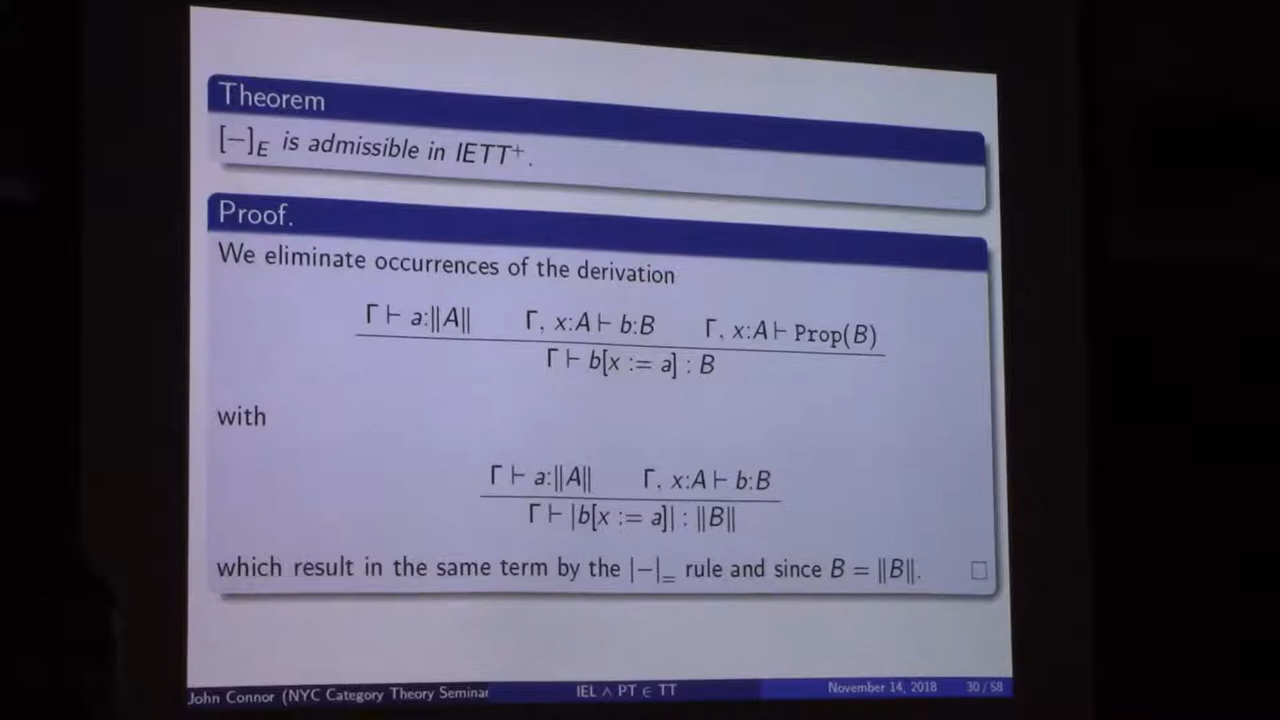 Theorem
[−]_E is admissible in IETT⁺.
Proof.
We eliminate occurrences of the derivation
Γ ⊢ a:‖A‖ Γ, x:A ⊢ b:B Γ, x:A ⊢ Prop(B)
Γ ⊢ b[x := a] : B
with
Γ ⊢ a:‖A‖ Γ, x:A ⊢ b:B
Γ ⊢ |b[x := a]| : ‖B‖
which result in the same term by the |−|₌ rule and since B = ‖B‖. □
John Connor (NYC Category Theory Seminar IEL ∧ PT ∈ TT November 14, 2018 30 / 58